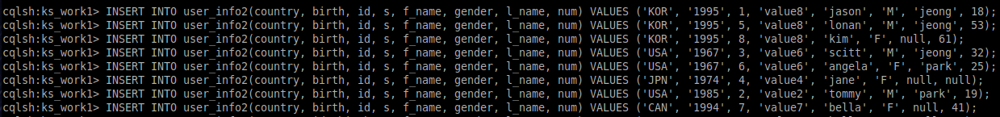 cqlsh:ks_work1> INSERT INTO user_info2(country, birth, id, s, f_name, gender, l_name, num) VALUES ('KOR', '1995', 1, 'value8', 'jason', 'M', 'jeong', 18);
cqlsh:ks_work1> INSERT INTO user_info2(country, birth, id, s, f_name, gender, l_name, num) VALUES ('KOR', '1995', 5, 'value8', 'lonan', 'M', 'jeong', 53);
cqlsh:ks_work1> INSERT INTO user_info2(country, birth, id, s, f_name, gender, l_name, num) VALUES ('KOR', '1995', 8, 'value8', 'kim', 'F', null, 61);
cqlsh:ks_work1> INSERT INTO user_info2(country, birth, id, s, f_name, gender, l_name, num) VALUES ('USA', '1967', 3, 'value6', 'scitt', 'M', 'jeong', 32);
cqlsh:ks_work1> INSERT INTO user_info2(country, birth, id, s, f_name, gender, l_name, num) VALUES ('USA', '1967', 6, 'value6', 'angela', 'F', 'park', 25);
cqlsh:ks_work1> INSERT INTO user_info2(country, birth, id, s, f_name, gender, l_name, num) VALUES ('JPN', '1974', 4, 'value4', 'jane', 'F', null, null);
cqlsh:ks_work1> INSERT INTO user_info2(country, birth, id, s, f_name, gender, l_name, num) VALUES ('USA', '1985', 2, 'value2', 'tommy', 'M', 'park', 19);
cqlsh:ks_work1> INSERT INTO user_info2(country, birth, id, s, f_name, gender, l_name, num) VALUES ('CAN', '1994', 7, 'value7', 'bella', 'F', null, 41);